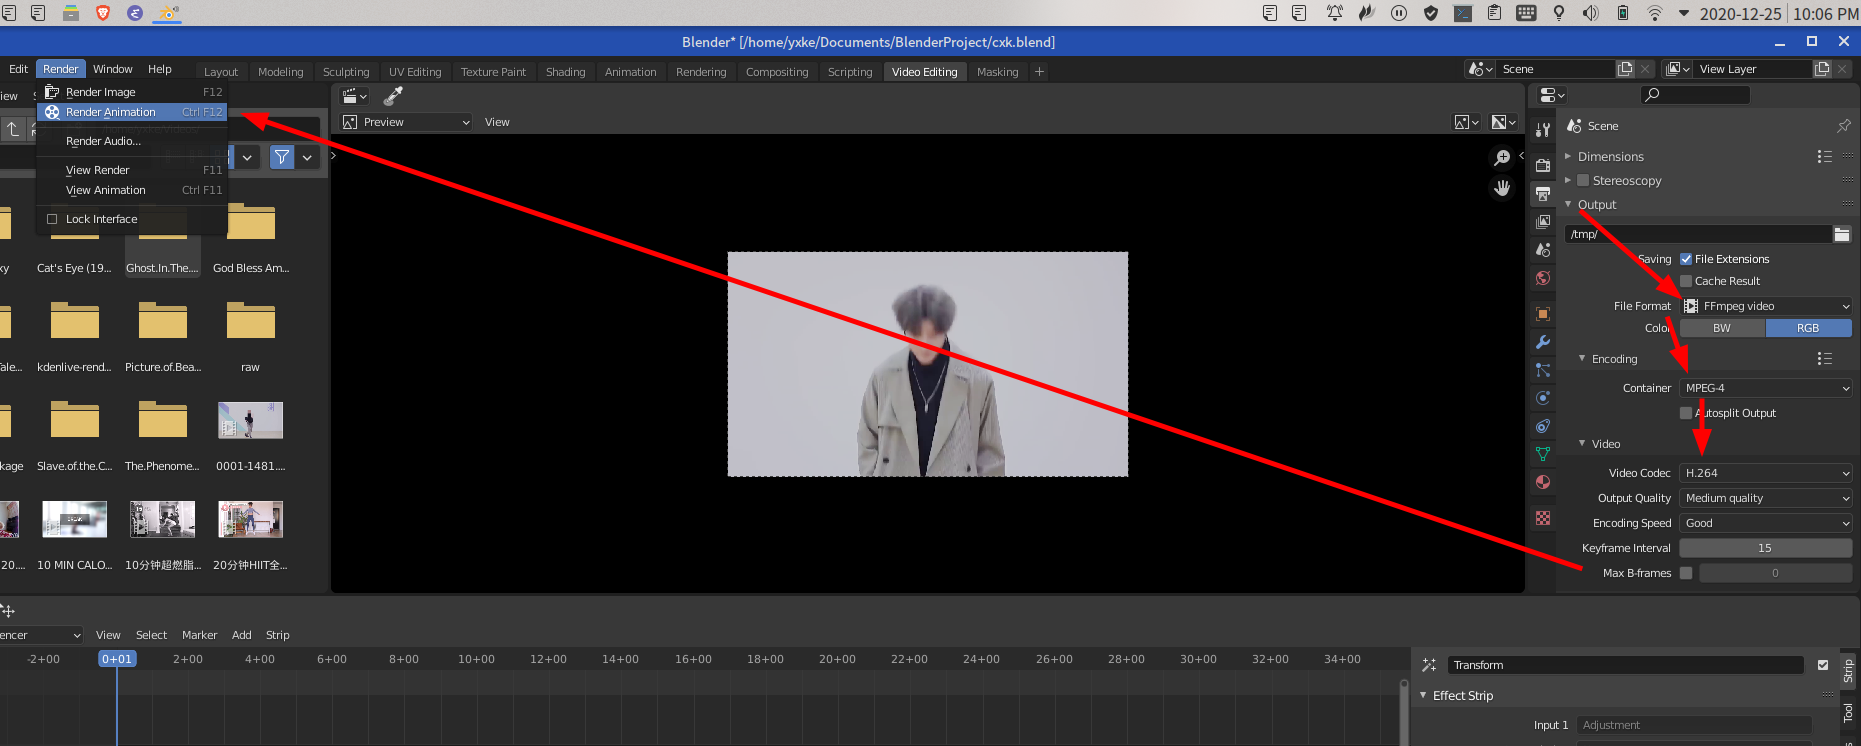 2020-12-25 10:06 PM
Blender* [/home/yxke/Documents/BlenderProject/cxk.blend]
Edit Render Window Help
Layout Modeling Sculpting UV Editing Texture Paint Shading Animation Rendering Compositing Scripting Video Editing Masking +
Scene
View Layer
Render Image F12
Render Animation Ctrl F12
Render Audio...
View Render F11
View Animation Ctrl F11
Lock Interface
Preview View
Cat's Eye (19...
Ghost.In.The....
God Bless Am...
kdenlive-rend...
Picture.of.Bea...
raw
Slave.of.the.C...
The.Phenome...
0001-1481....
10 MIN CALO...
10分钟超燃脂...
20分钟HIIT全...
Scene
Dimensions
Stereoscopy
Output
/tmp/
Saving File Extensions
Cache Result
File Format FFmpeg video
Color BW RGB
Encoding
Container MPEG-4
Autosplit Output
Video
Video Codec H.264
Output Quality Medium quality
Encoding Speed Good
Keyframe Interval 15
Max B-frames 0
View Select Marker Add Strip
-2+00 0+01 2+00 4+00 6+00 8+00 10+00 12+00 14+00 16+00 18+00 20+00 22+00 24+00 26+00 28+00 30+00 32+00 34+00
Transform
Effect Strip
Input 1 Adjustment
Strip
Tool